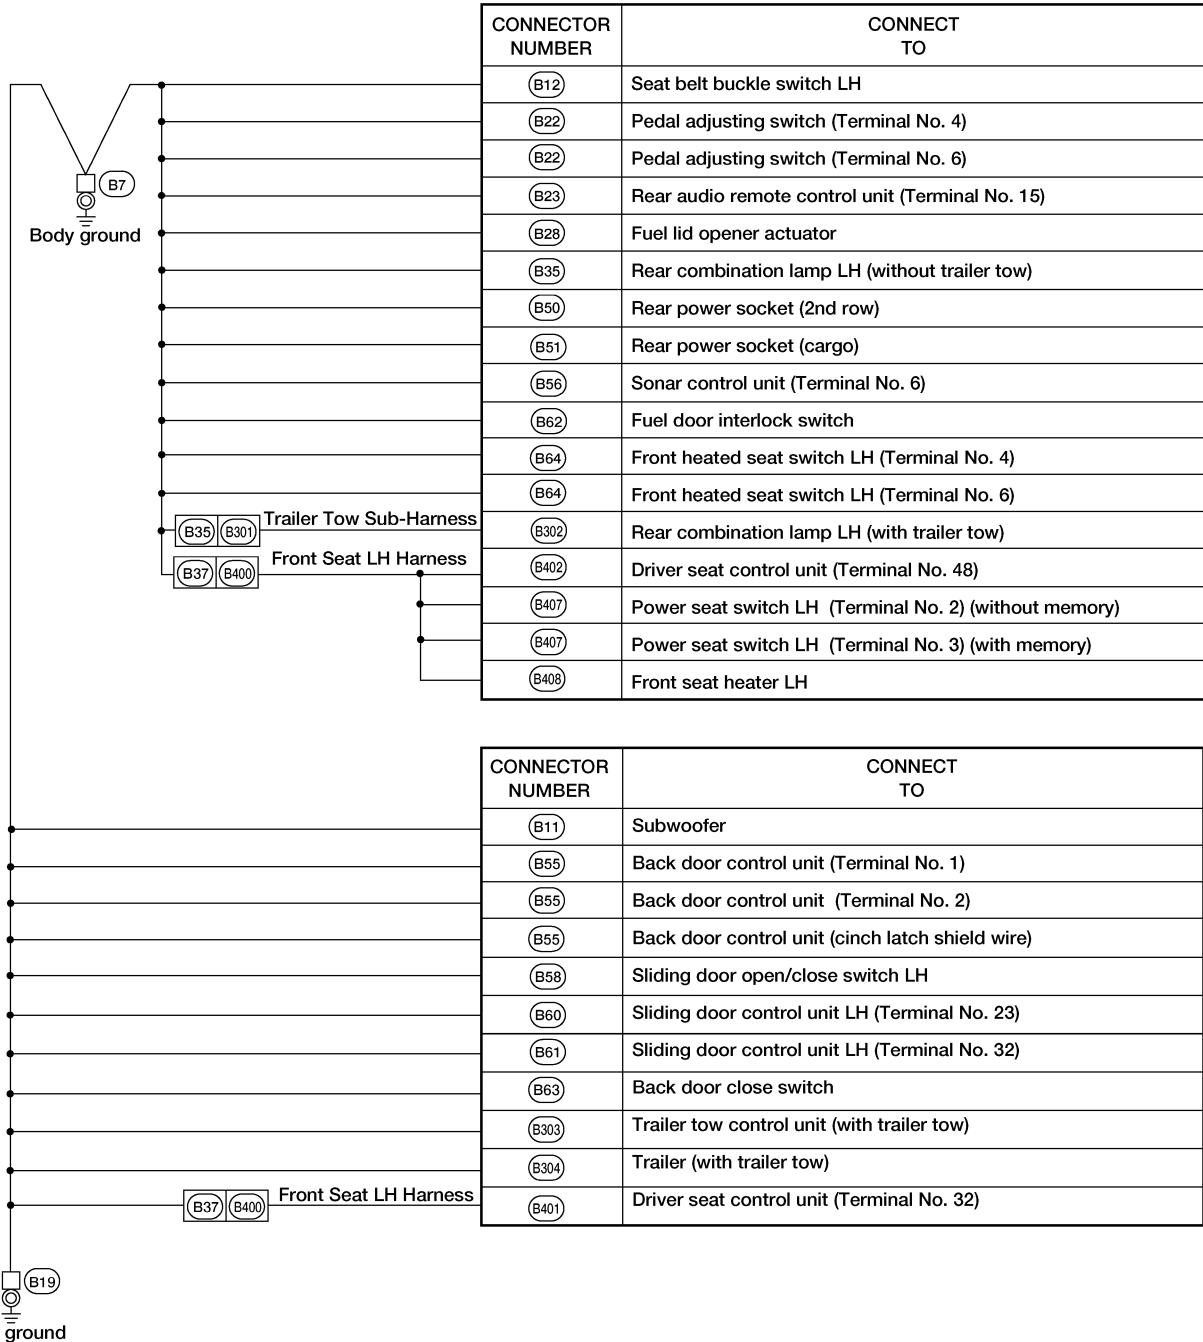 CONNECTOR NUMBER CONNECT TO
B12 Seat belt buckle switch LH
B22 Pedal adjusting switch (Terminal No. 4)
B22 Pedal adjusting switch (Terminal No. 6)
B7
B23 Rear audio remote control unit (Terminal No. 15)
Body ground
B28 Fuel lid opener actuator
B35 Rear combination lamp LH (without trailer tow)
B50 Rear power socket (2nd row)
B51 Rear power socket (cargo)
B56 Sonar control unit (Terminal No. 6)
B62 Fuel door interlock switch
B64 Front heated seat switch LH (Terminal No. 4)
B64 Front heated seat switch LH (Terminal No. 6)
B35 B301 Trailer Tow Sub-Harness B302 Rear combination lamp LH (with trailer tow)
B37 B400 Front Seat LH Harness B402 Driver seat control unit (Terminal No. 48)
B407 Power seat switch LH (Terminal No. 2) (without memory)
B407 Power seat switch LH (Terminal No. 3) (with memory)
B408 Front seat heater LH
CONNECTOR NUMBER CONNECT TO
B11 Subwoofer
B55 Back door control unit (Terminal No. 1)
B55 Back door control unit (Terminal No. 2)
B55 Back door control unit (cinch latch shield wire)
B58 Sliding door open/close switch LH
B60 Sliding door control unit LH (Terminal No. 23)
B61 Sliding door control unit LH (Terminal No. 32)
B63 Back door close switch
B303 Trailer tow control unit (with trailer tow)
B304 Trailer (with trailer tow)
B37 B400 Front Seat LH Harness B401 Driver seat control unit (Terminal No. 32)
B19
ground